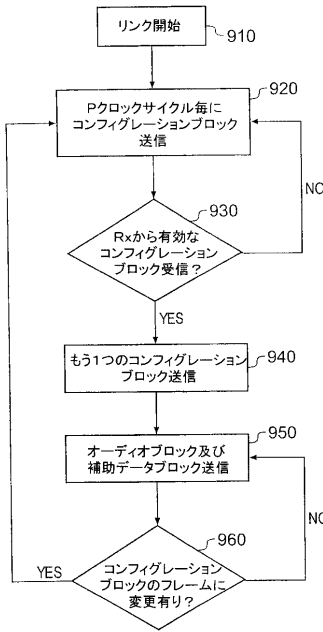 リンク開始
910
Pクロックサイクル毎に
コンフィグレーションブロック
送信
920
NO
Rxから有効な
コンフィグレーション
ブロック受信？
930
YES
もう1つのコンフィグレーション
ブロック送信
940
オーディオブロック及び
補助データブロック送信
950
NO
コンフィグレーション
ブロックのフレームに
変更有り？
960
YES